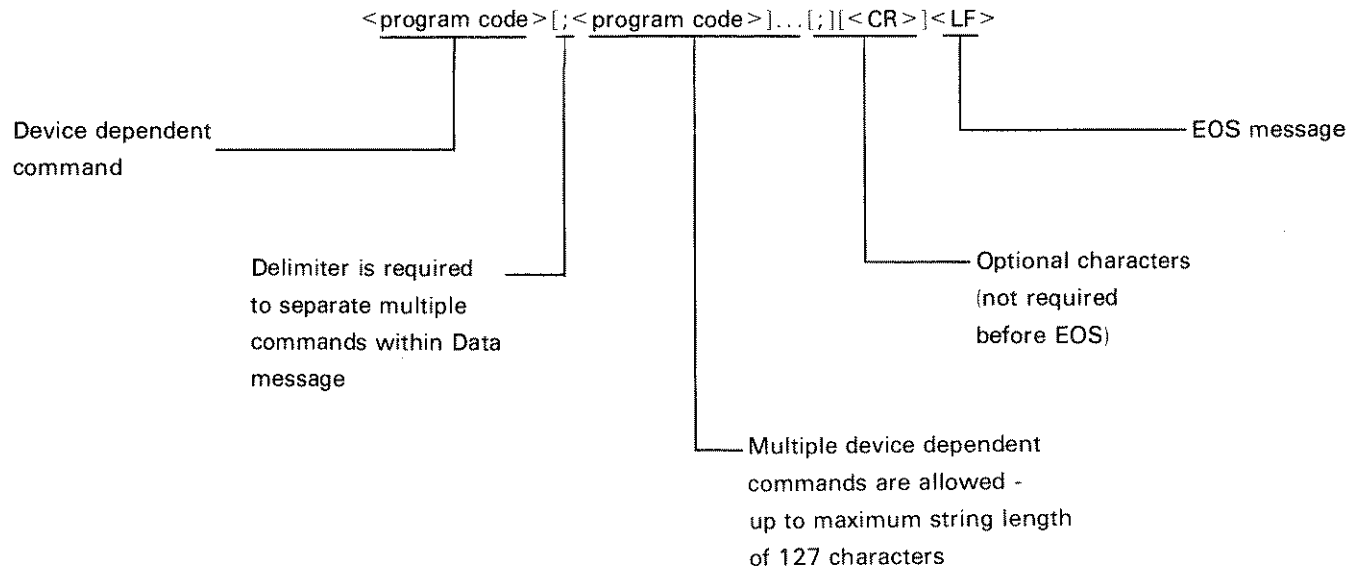 <program code>[;<program code>]...[;][<CR>]<LF>
Device dependent
command
EOS message
Delimiter is required
to separate multiple
commands within Data
message
Optional characters
(not required
before EOS)
Multiple device dependent
commands are allowed -
up to maximum string length
of 127 characters